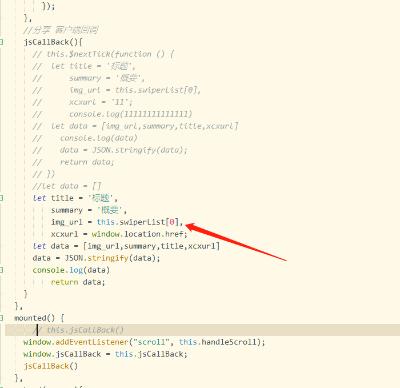 });
},
//分享 客户端回调
jsCallBack(){
// this.$nextTick(function () {
// let title = '标题',
// summary = '概要',
// img_url = this.swiperList[0],
// xcxurl = '11';
// console.log(11111111111111)
// let data = [img_url,summary,title,xcxurl]
// console.log(data)
// data = JSON.stringify(data);
// return data;
// })
//let data = []
let title = '标题',
summary = '概要',
img_url = this.swiperList[0],
xcxurl = window.location.href;
let data = [img_url,summary,title,xcxurl]
data = JSON.stringify(data);
console.log(data)
return data;
}
},
mounted() {
// this.jsCallBack()
window.addEventListener("scroll", this.handleScroll);
window.jsCallBack = this.jsCallBack;
jsCallBack()